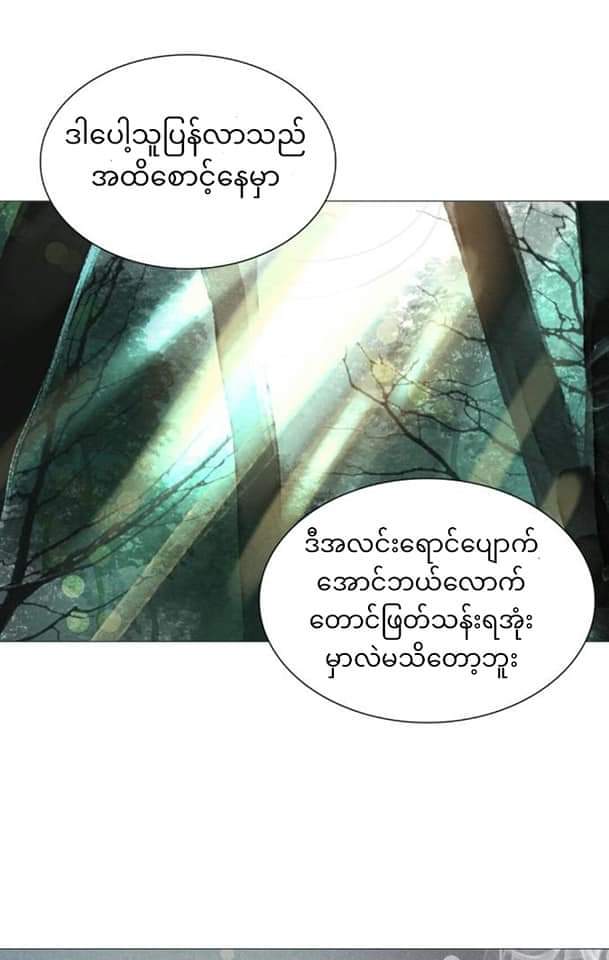 ဒါပေါ့သူပြန်လာသည်
အထိစောင့်နေမှာ
ဒီအလင်းရောင်ပျောက်
အောင်ဘယ်လောက်
တောင်ဖြတ်သန်းရအုံး
မှာလဲမသိတော့ဘူး